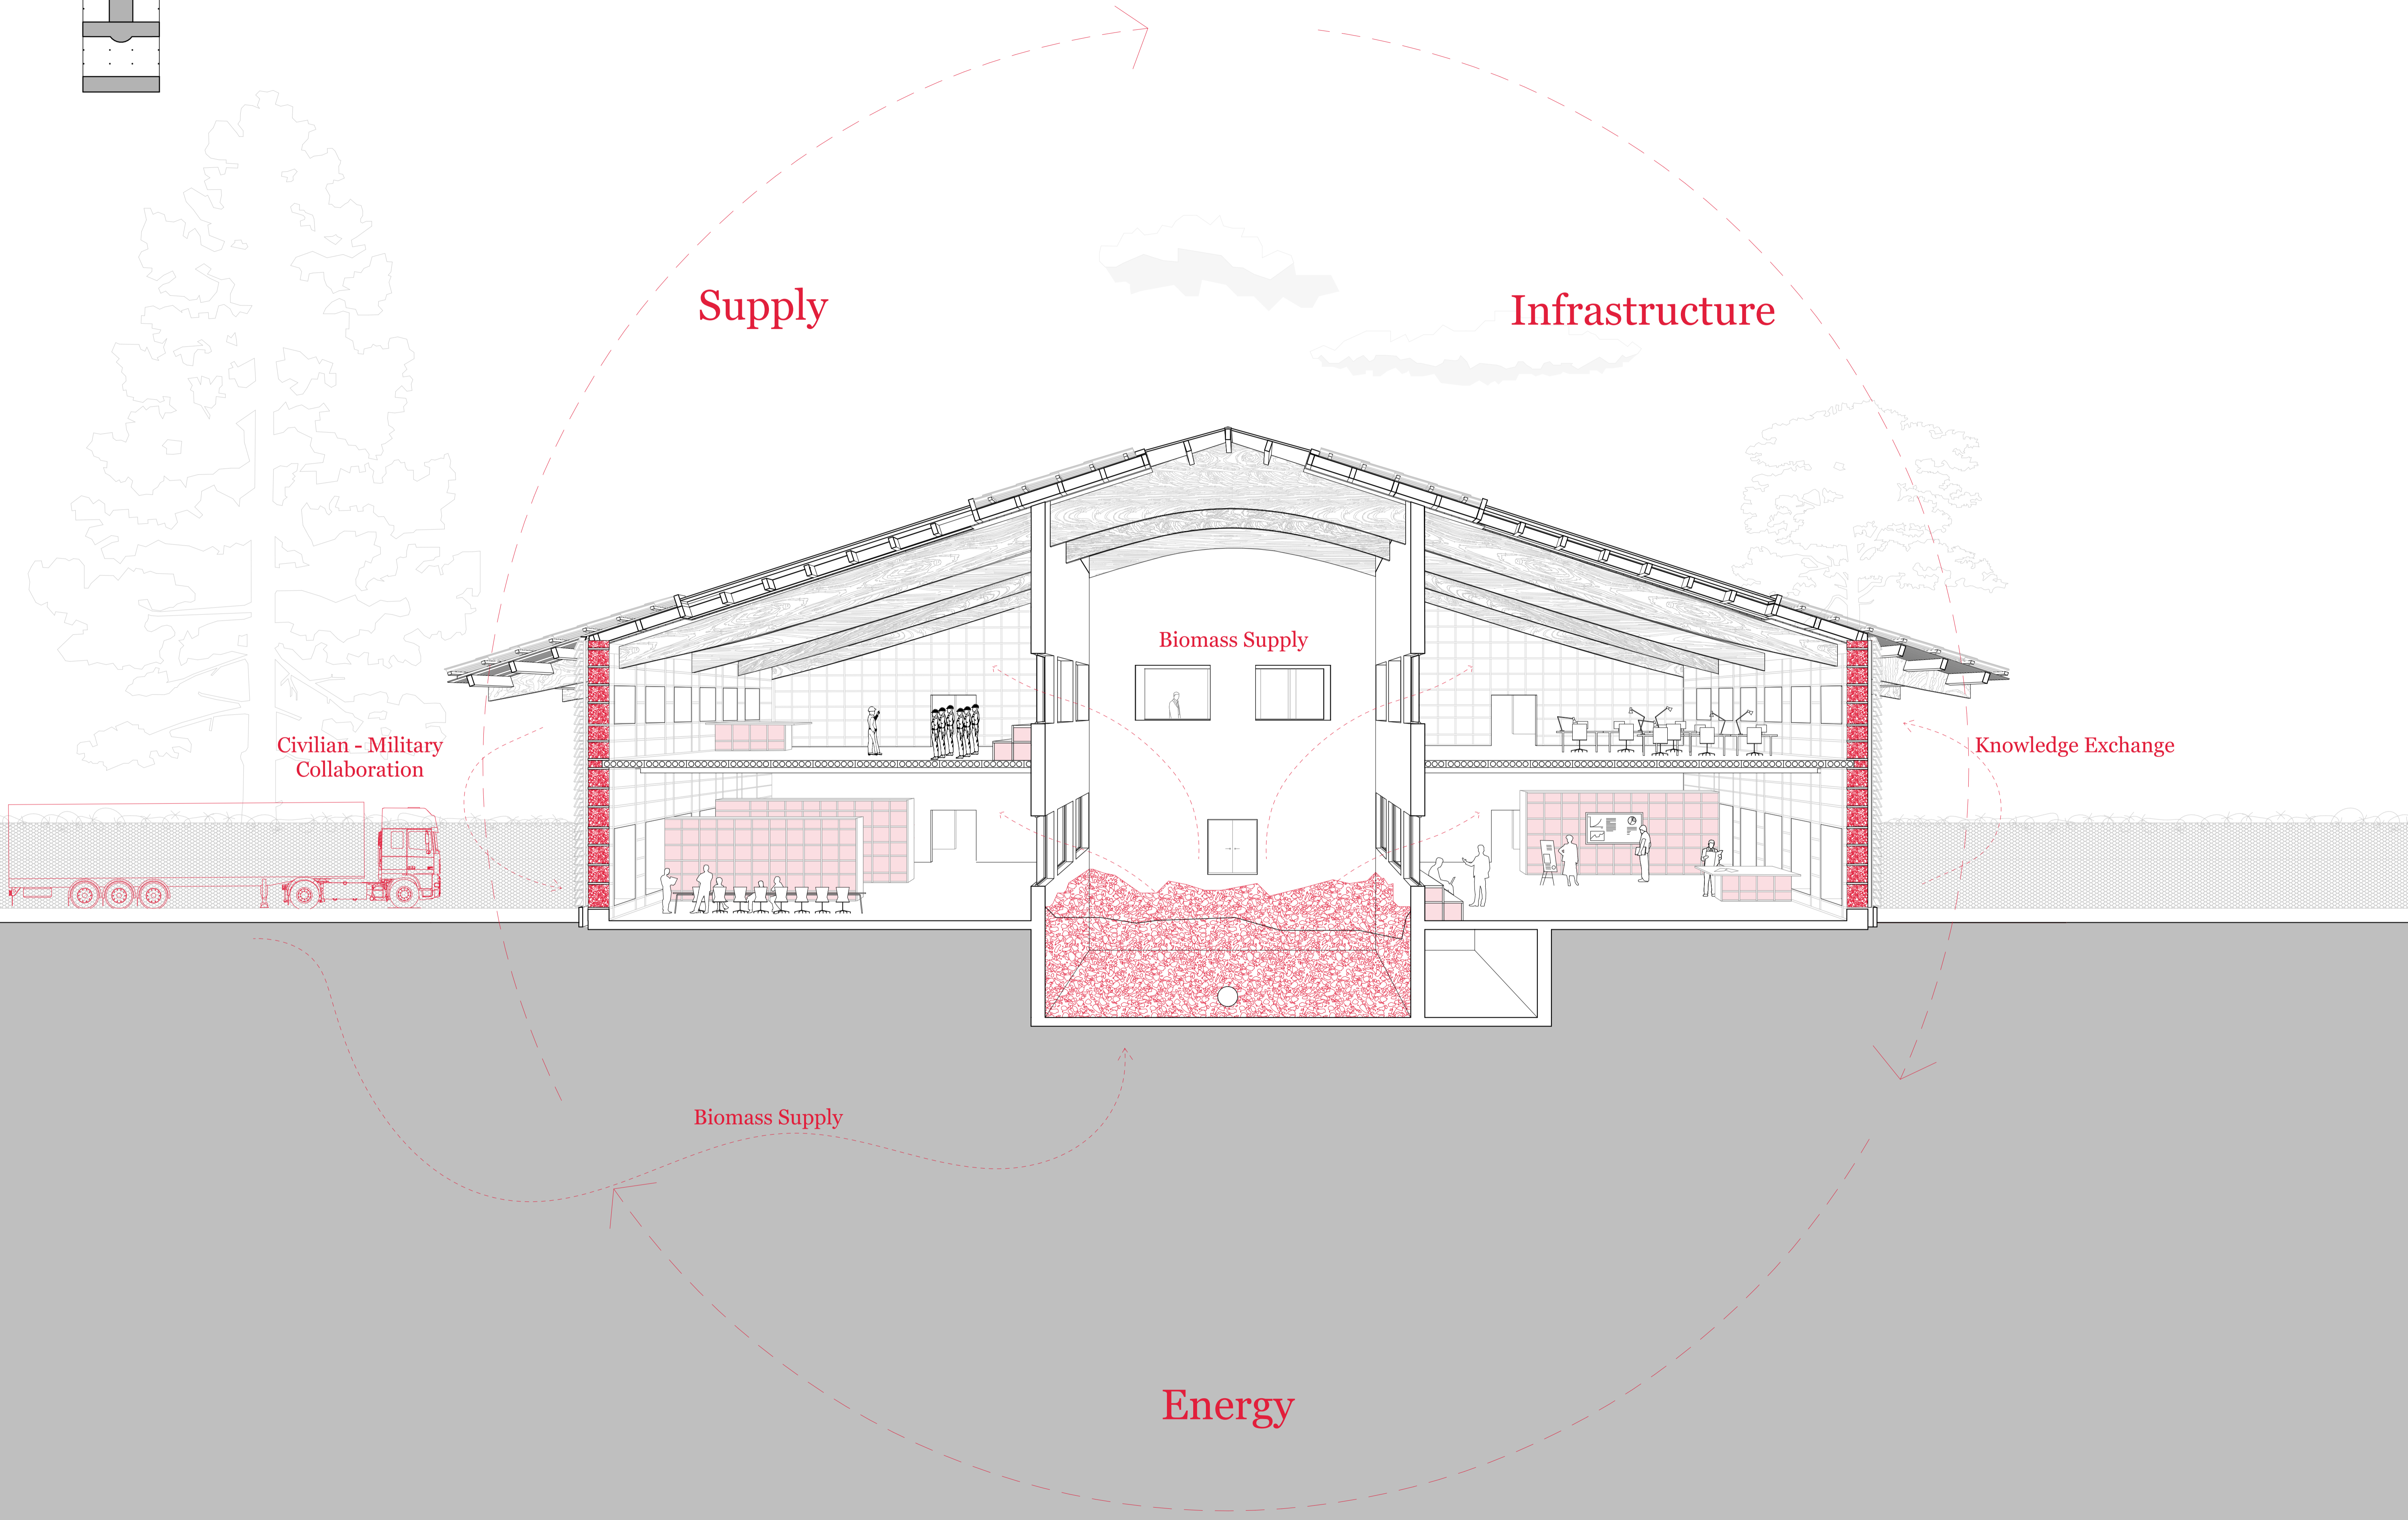 Supply
Infrastructure
Biomass Supply
Civilian - Military
Collaboration
Knowledge Exchange
Biomass Supply
Energy